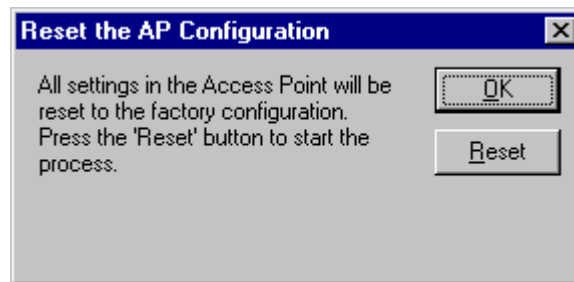 Reset the AP Configuration
All settings in the Access Point will be
reset to the factory configuration.
Press the 'Reset' button to start the
process.
OK
Reset